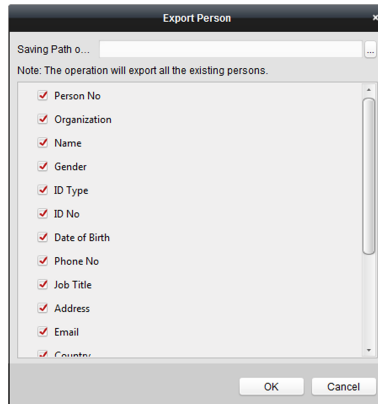 Export Person
×
Saving Path o...
...
Note: The operation will export all the existing persons.
Person No
Organization
Name
Gender
ID Type
ID No
Date of Birth
Phone No
Job Title
Address
Email
Country
OK Cancel